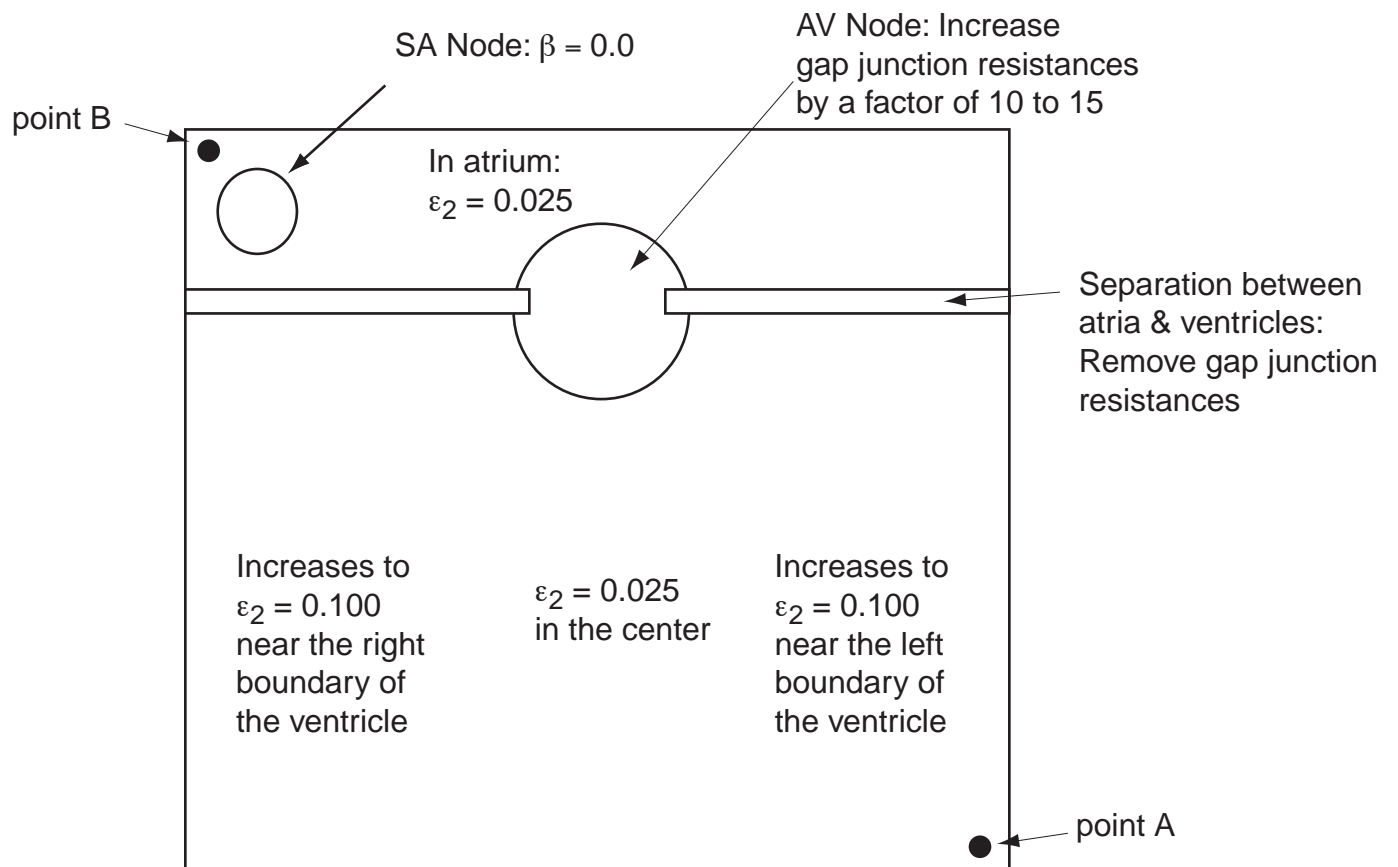 SA Node: β = 0.0
AV Node: Increase
gap junction resistances
by a factor of 10 to 15
point B
In atrium:
ε2 = 0.025
Separation between
atria & ventricles:
Remove gap junction
resistances
Increases to
ε2 = 0.100
near the right
boundary of
the ventricle
ε2 = 0.025
in the center
Increases to
ε2 = 0.100
near the left
boundary of
the ventricle
point A